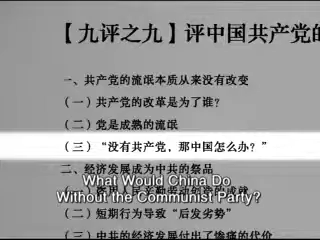 【九评之九】评中国共产党的
一、共产党的流氓本质从来没有改变
（一）共产党的改革是为了谁?
（二）党是成熟的流氓
（三）“没有共产党，那中国怎么办？”
二、经济发展成为中共的祭品
What Would China Do
Without the Communist Party?
（二）短期行为导致“后发劣势”
（三）中共的经济发展付出了惨痛的代价